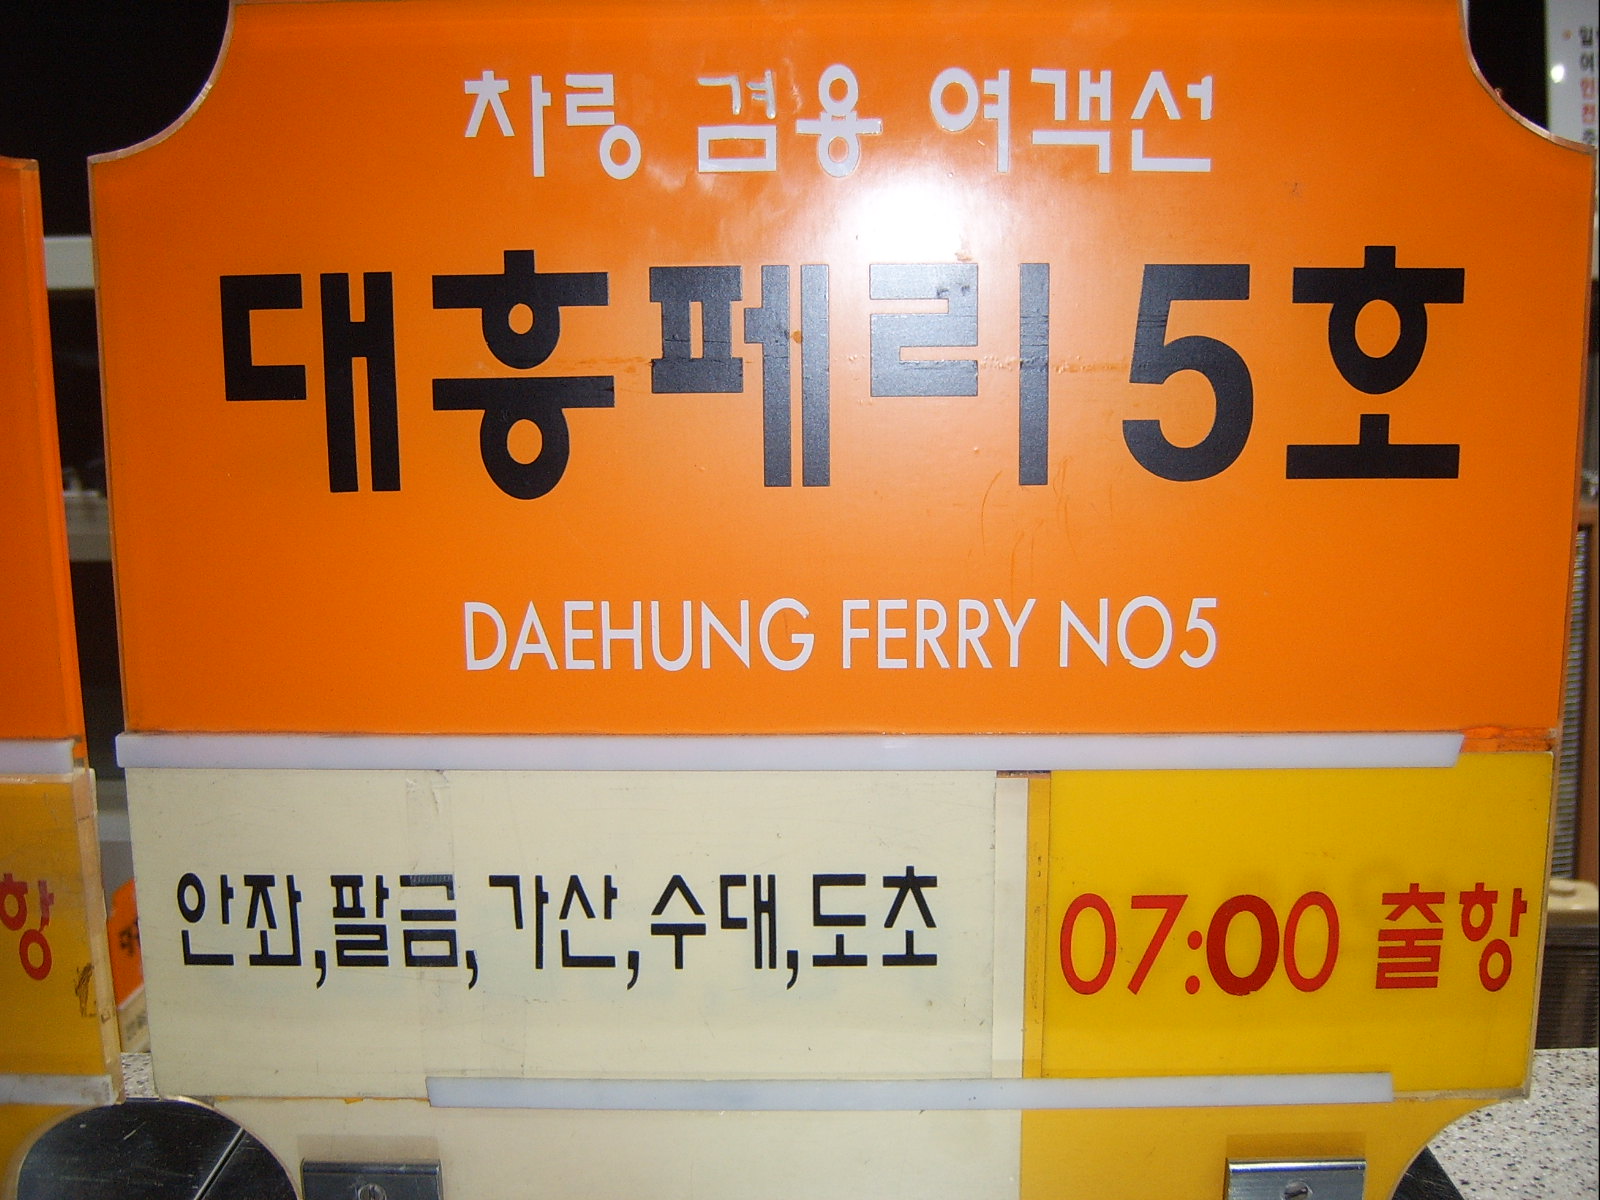 차량 겸용 여객선
대흥페리 5호
DAEHUNG FERRY NO5
안좌,팔금,가산,수대,도초
07:00 출항
항